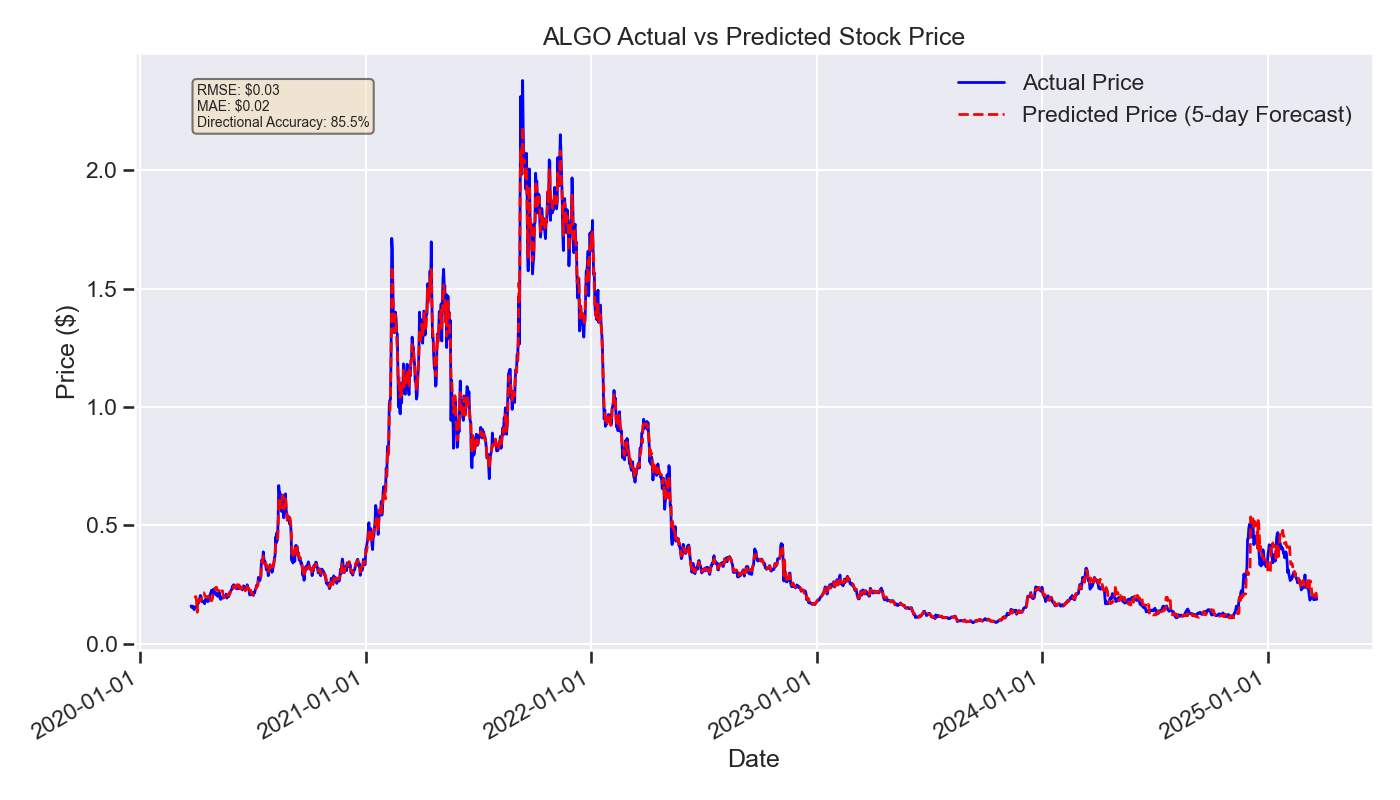 ALGO Actual vs Predicted Stock Price
RMSE: $0.03
MAE: $0.02
Directional Accuracy: 85.5%
Actual Price
Predicted Price (5-day Forecast)
Price ($)
2.0
1.5
1.0
0.5
0.0
2020-01-01
2021-01-01
2022-01-01
2023-01-01
2024-01-01
2025-01-01
Date